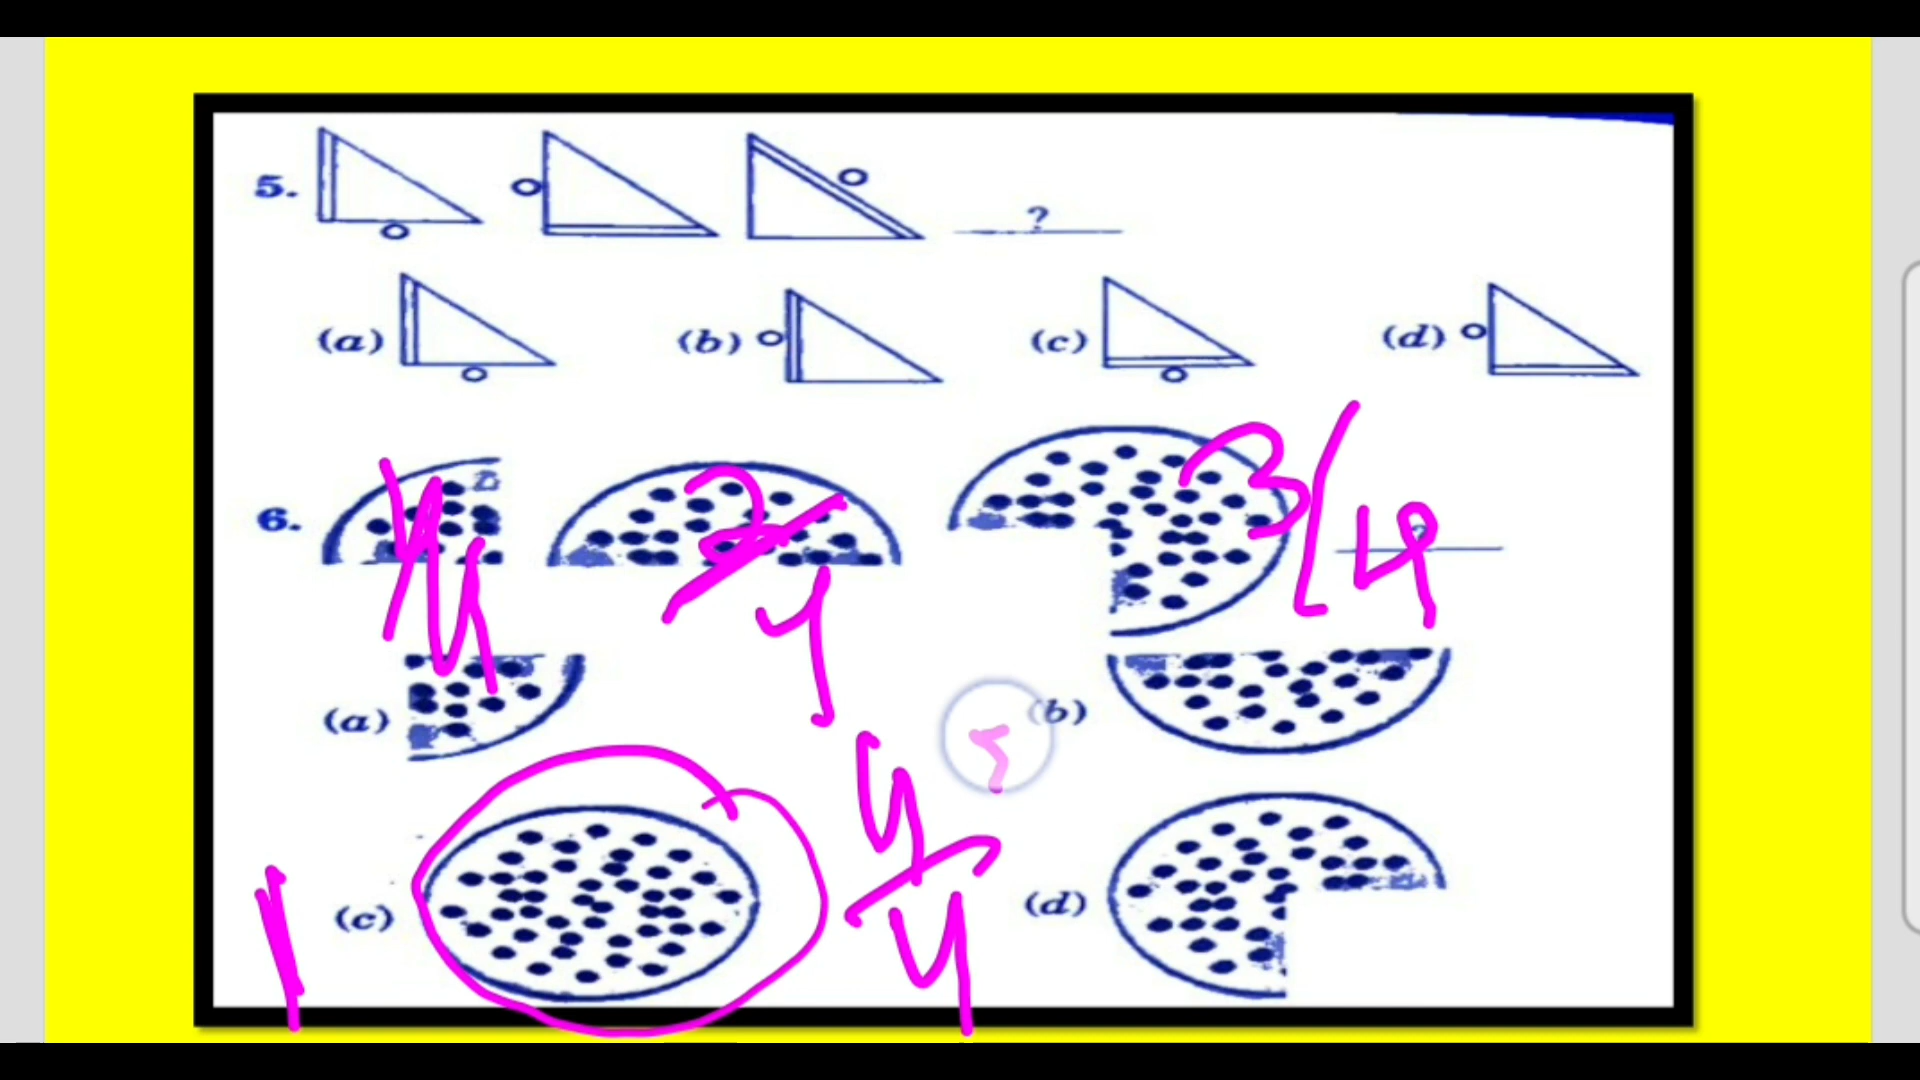 5.
?
(a) (b) (c) (d)
6.
1/4 2/4 3/4 ?
(a) (b)
(c) 4/4 (d)
1